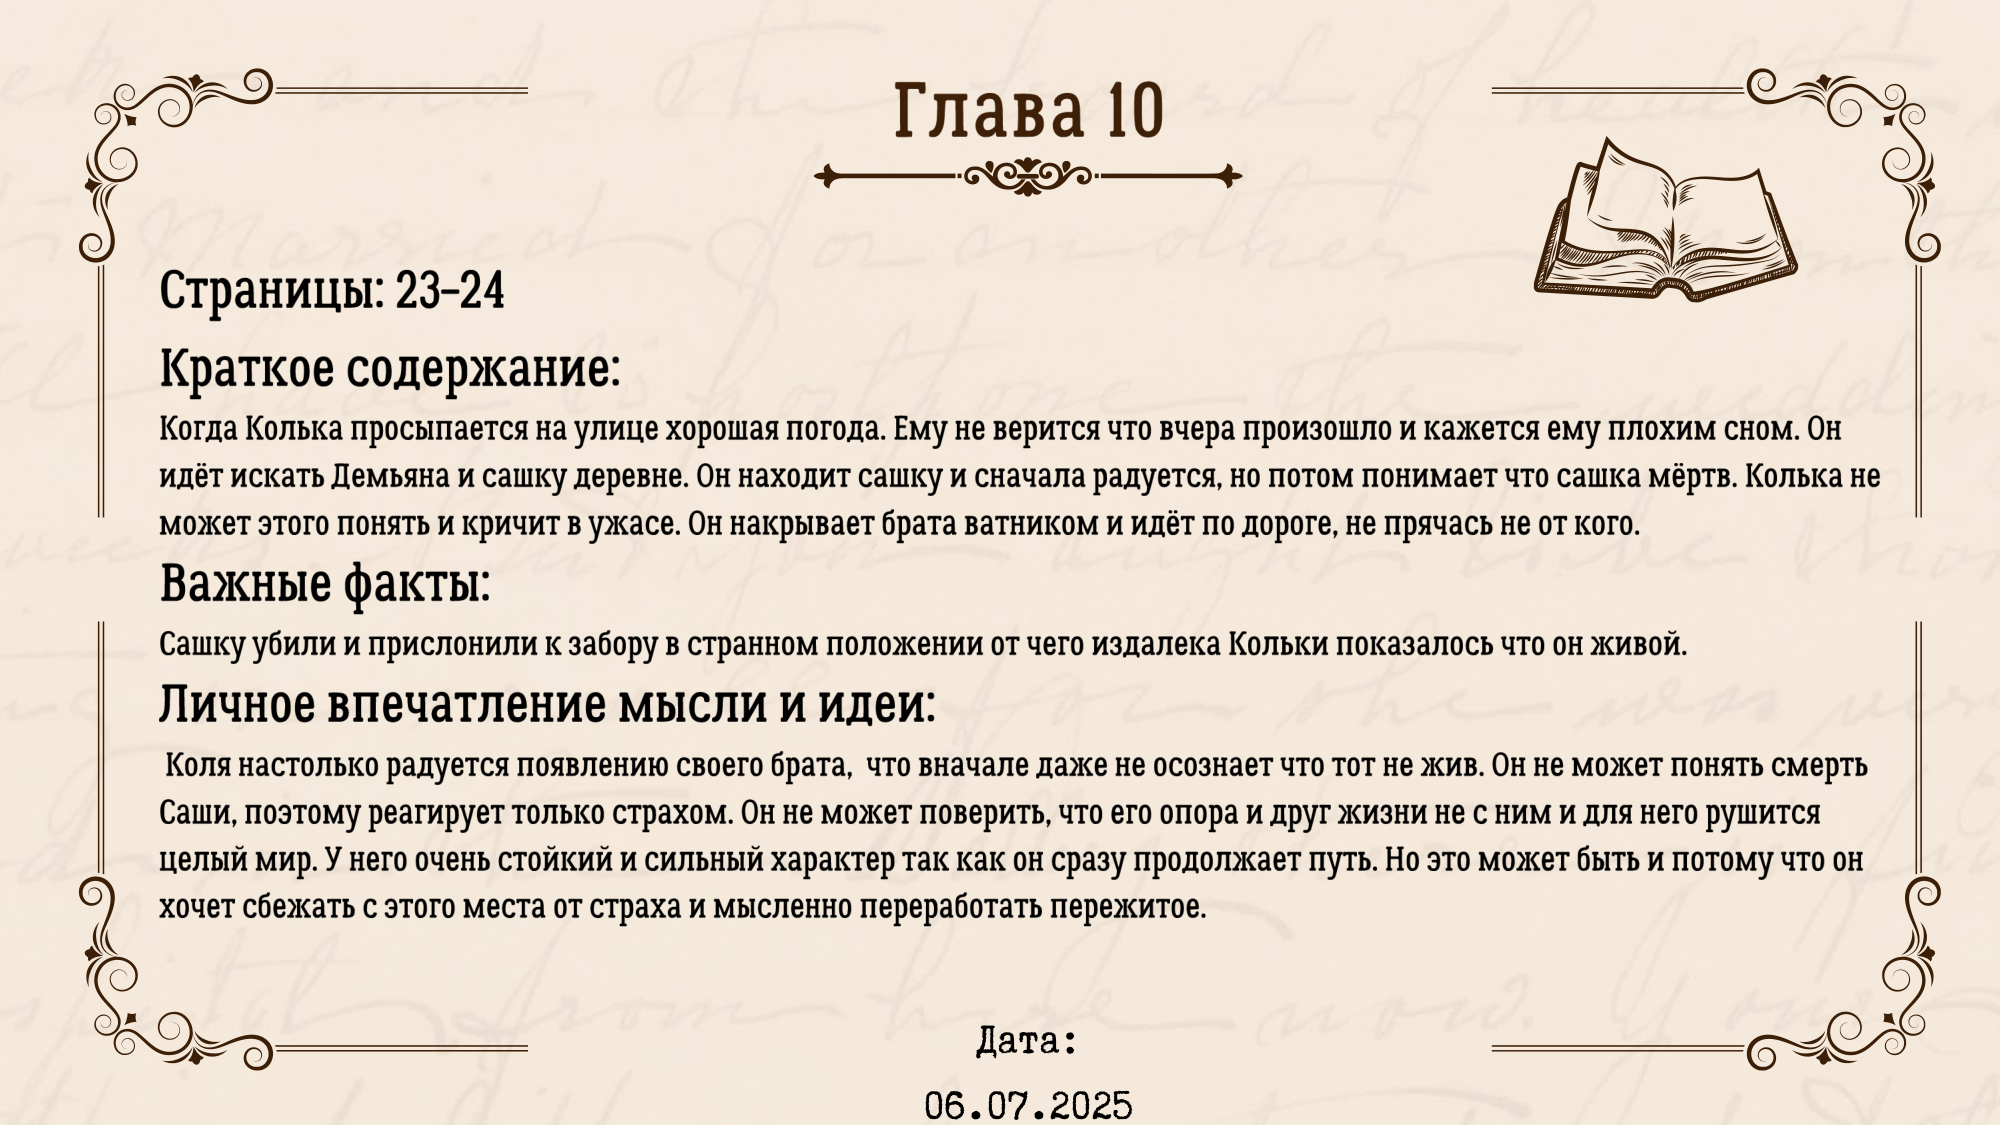 Глава 10
Страницы: 23–24
Краткое содержание:
Когда Колька просыпается на улице хорошая погода. Ему не верится что вчера произошло и кажется ему плохим сном. Он
идёт искать Демьяна и сашку деревне. Он находит сашку и сначала радуется, но потом понимает что сашка мёртв. Колька не
может этого понять и кричит в ужасе. Он накрывает брата ватником и идёт по дороге, не прячась не от кого.
Важные факты:
Сашку убили и прислонили к забору в странном положении от чего издалека Кольки показалось что он живой.
Личное впечатление мысли и идеи:
Коля настолько радуется появлению своего брата, что вначале даже не осознает что тот не жив. Он не может понять смерть
Саши, поэтому реагирует только страхом. Он не может поверить, что его опора и друг жизни не с ним и для него рушится
целый мир. У него очень стойкий и сильный характер так как он сразу продолжает путь. Но это может быть и потому что он
хочет сбежать с этого места от страха и мысленно переработать пережитое.
Дата:
06.07.2025